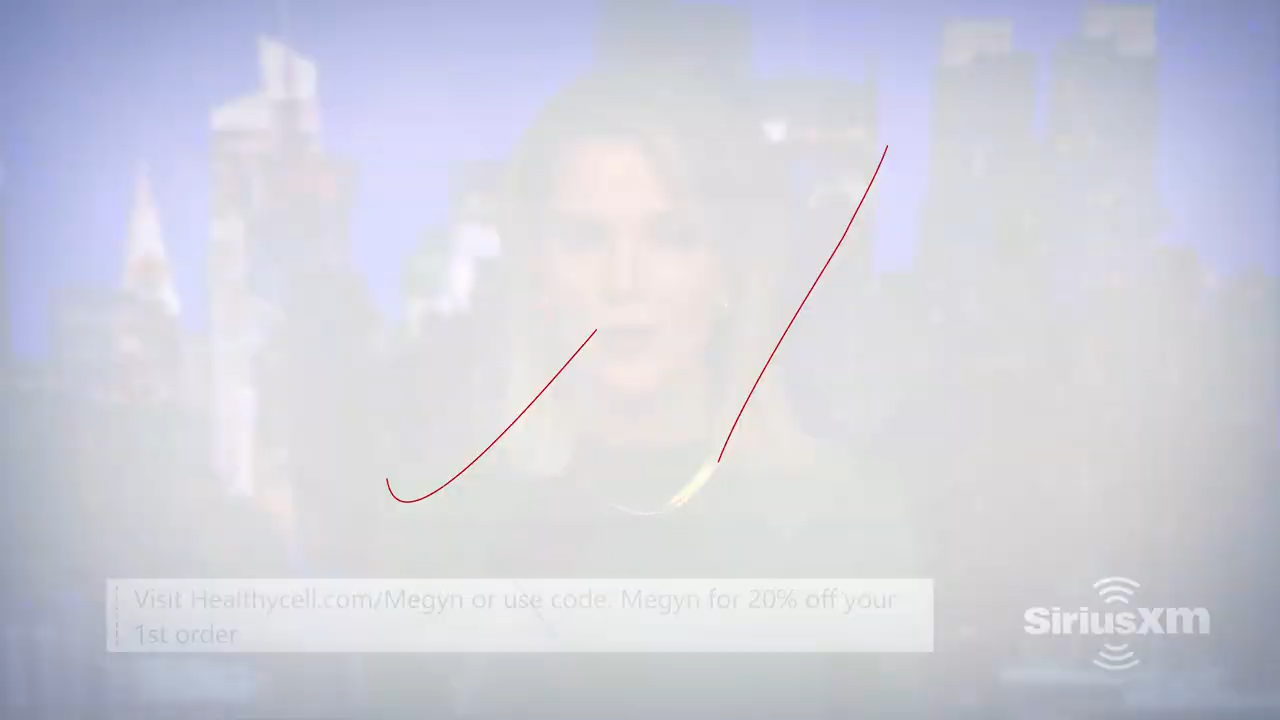 Visit Healthycell.com/Megyn or use code. Megyn for 20% off your
1st order
SiriusXm